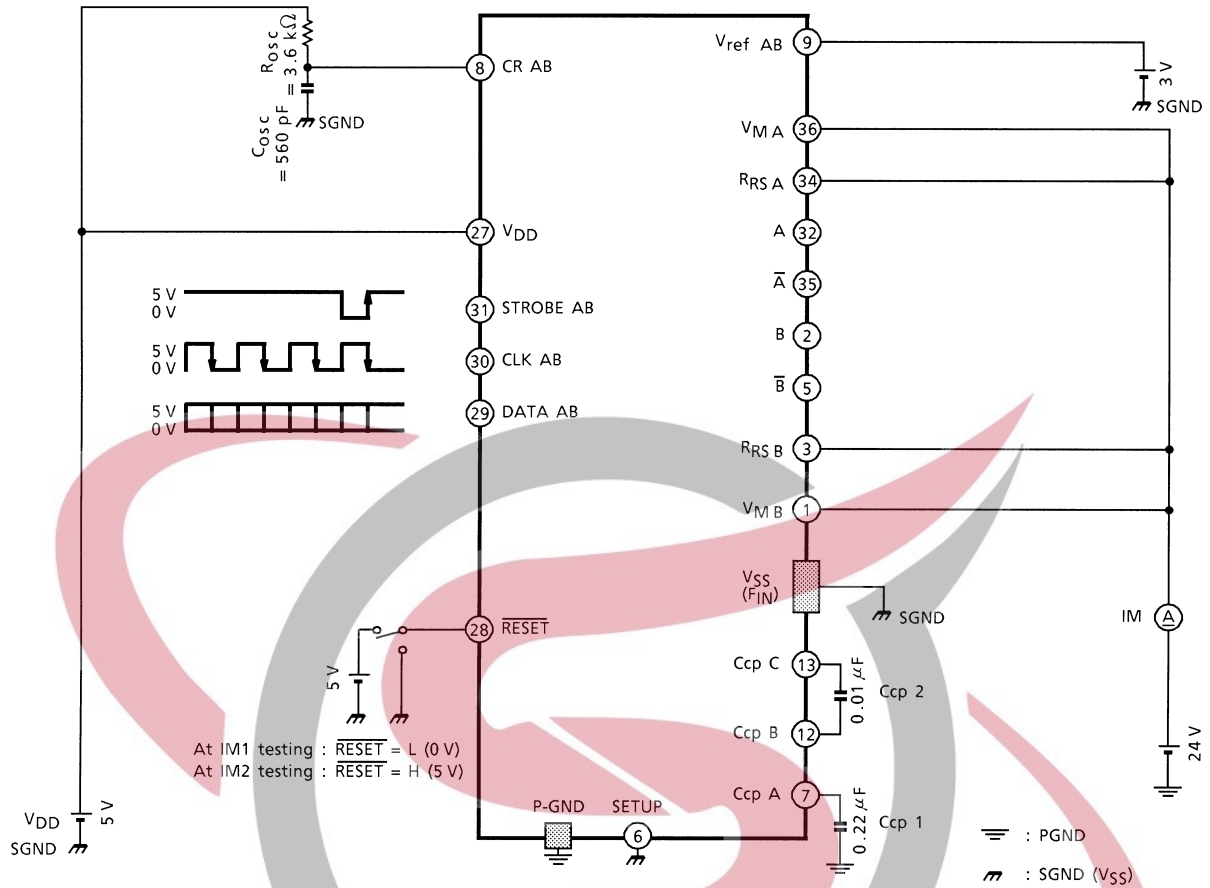 ROSC
= 3.6 kΩ
COSC
= 560 pF
SGND
8 CR AB
27 VDD
5 V
0 V
31 STROBE AB
5 V
0 V
30 CLK AB
5 V
0 V
29 DATA AB
28 RESET
5 V
At IM1 testing : RESET = L (0 V)
At IM2 testing : RESET = H (5 V)
VDD
5 V
SGND
P-GND
SETUP
6
Vref AB 9
3 V
SGND
VM A 36
RRS A 34
A 32
A̅ 35
B 2
B̅ 5
RRS B 3
VM B 1
VSS
(FIN)
SGND
IM A
Ccp C 13
0.01 μF
Ccp 2
Ccp B 12
24 V
Ccp A 7
0.22 μF
Ccp 1
: PGND
: SGND (VSS)